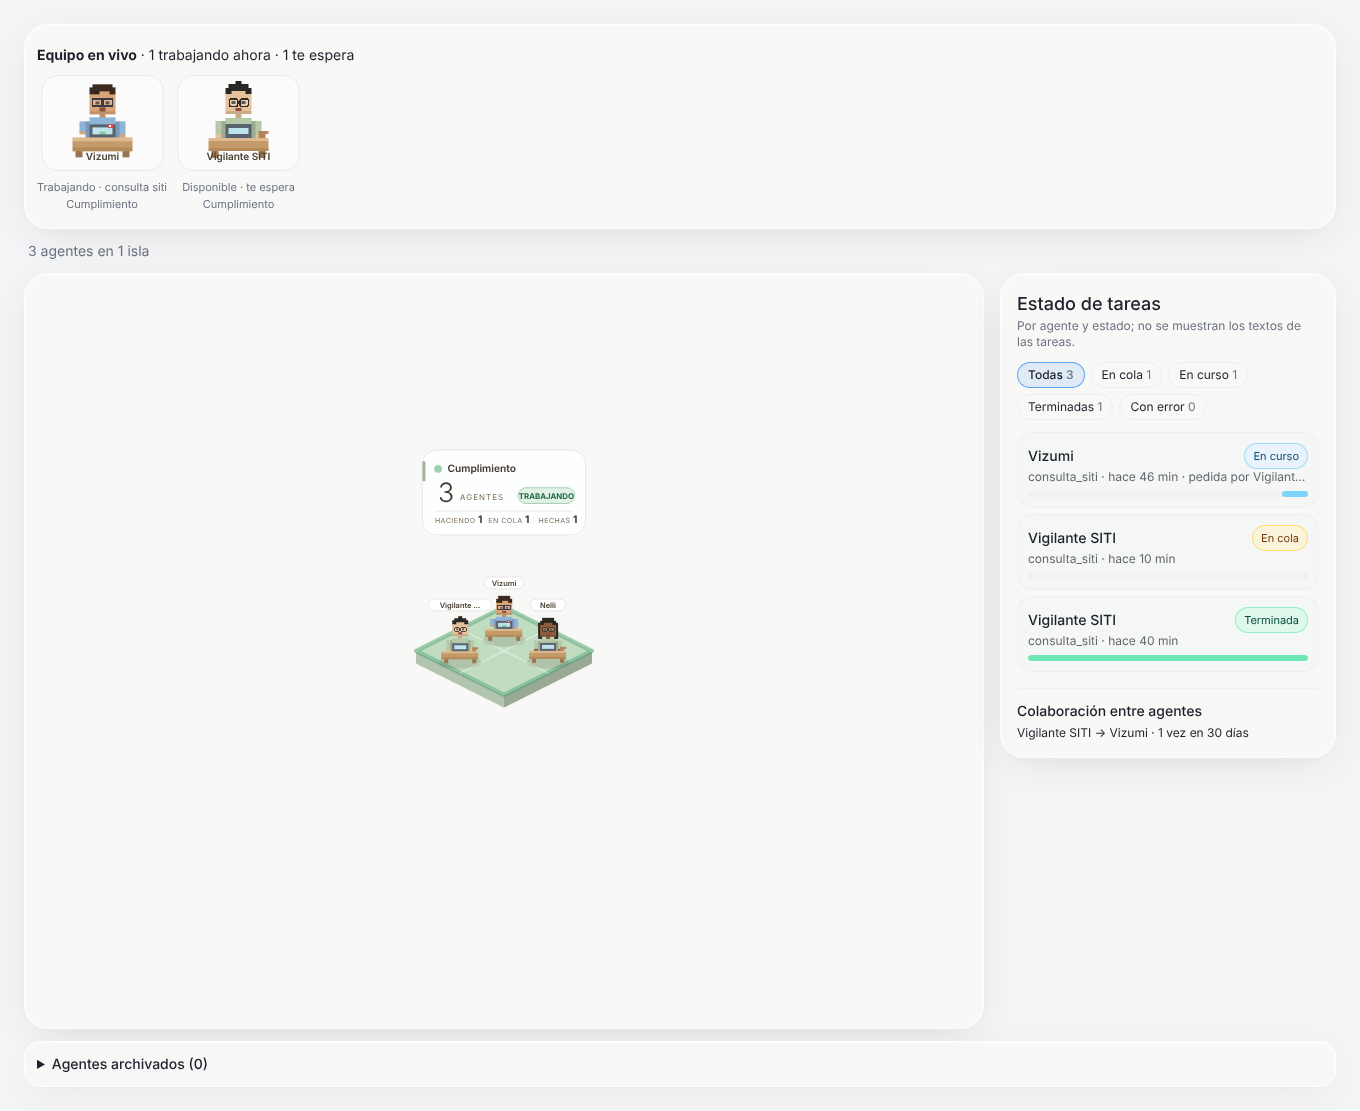 Equipo en vivo · 1 trabajando ahora · 1 te espera
Vizumi
Vigilante SITI
Trabajando · consulta siti
Cumplimiento
Disponible · te espera
Cumplimiento
3 agentes en 1 isla
Cumplimiento
3 AGENTES
TRABAJANDO
HACIENDO 1 EN COLA 1 HECHAS 1
Vizumi
Vigilante ...
Nelli
Estado de tareas
Por agente y estado; no se muestran los textos de
las tareas.
Todas 3
En cola 1
En curso 1
Terminadas 1
Con error 0
Vizumi
En curso
consulta_siti · hace 46 min · pedida por Vigilant...
Vigilante SITI
En cola
consulta_siti · hace 10 min
Vigilante SITI
Terminada
consulta_siti · hace 40 min
Colaboración entre agentes
Vigilante SITI → Vizumi · 1 vez en 30 días
Agentes archivados (0)